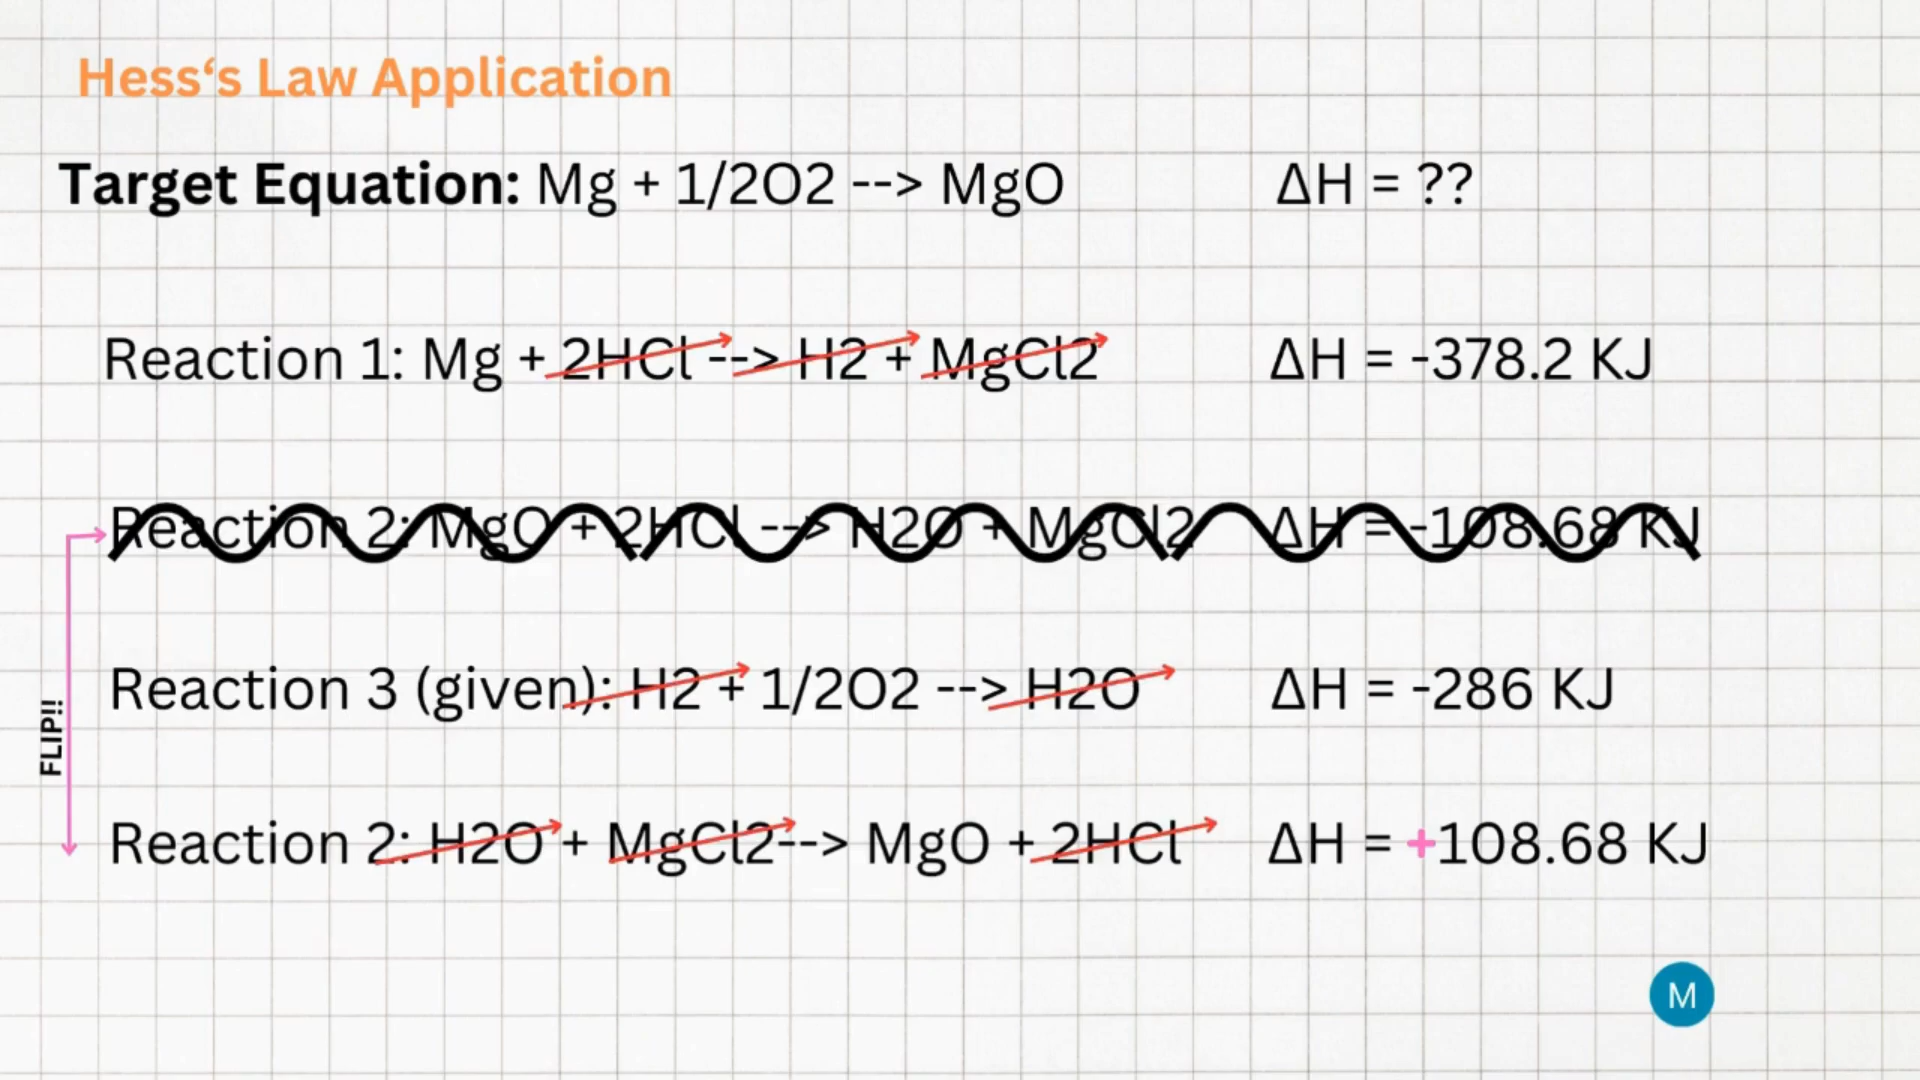 Hess‘s Law Application
Target Equation: Mg + 1/2O2 --> MgO ΔH = ??
Reaction 1: Mg + 2HCl --> H2 + MgCl2 ΔH = -378.2 KJ
Reaction 2: MgO + 2HCl --> H2O + MgCl2 ΔH = -108.68 KJ
Reaction 3 (given): H2 + 1/2O2 --> H2O ΔH = -286 KJ
FLIP!!
Reaction 2: H2O + MgCl2--> MgO + 2HCl ΔH = +108.68 KJ
M